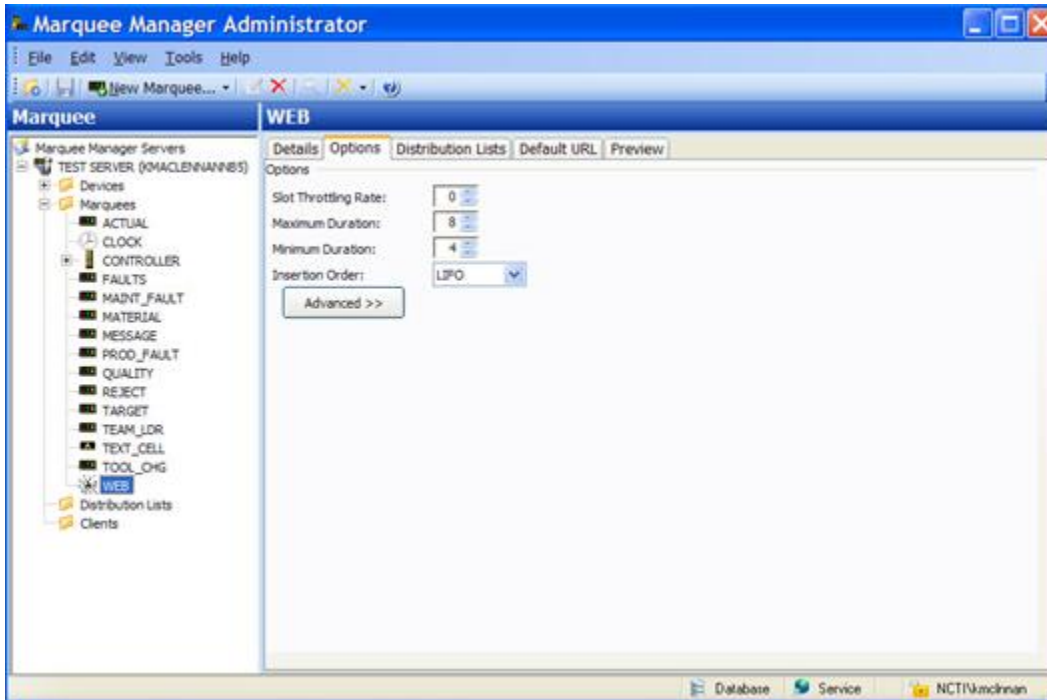 Marquee Manager Administrator
File Edit View Tools Help
New Marquee...
Marquee
WEB
Marquee Manager Servers
TEST SERVER (KMACLENNANNB5)
Devices
Marquees
ACTUAL
CLOCK
CONTROLLER
FAULTS
MAINT_FAULT
MATERIAL
MESSAGE
PROD_FAULT
QUALITY
REJECT
TARGET
TEAM_LDR
TEXT_CELL
TOOL_CHG
WEB
Distribution Lists
Clients
Details Options Distribution Lists Default URL Preview
Options
Slot Throttling Rate: 0
Maximum Duration: 8
Minimum Duration: 4
Insertion Order: LIFO
Advanced >>
Database Service